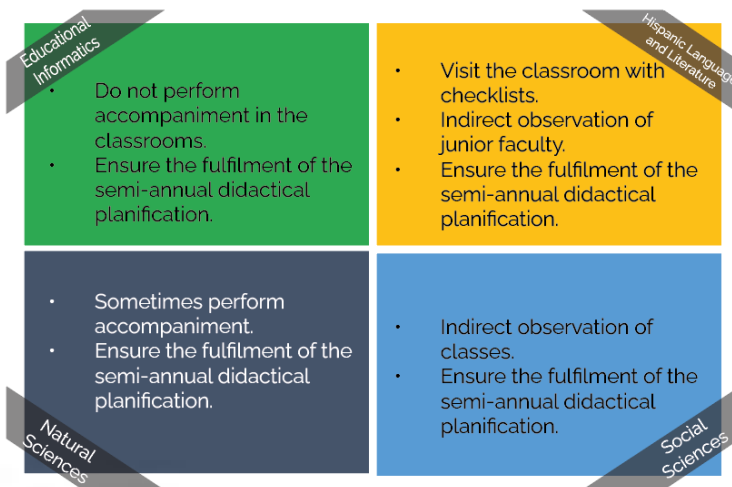 Educational
Informatics
• Do not perform
accompaniment in the
classrooms.
• Ensure the fulfilment of the
semi-annual didactical
planification.
Hispanic Language
and Literature
• Visit the classroom with
checklists.
• Indirect observation of
junior faculty.
• Ensure the fulfilment of the
semi-annual didactical
planification.
• Sometimes perform
accompaniment.
• Ensure the fulfilment of the
semi-annual didactical
planification.
Natural
Sciences
• Indirect observation of
classes.
• Ensure the fulfilment of the
semi-annual didactical
planification.
Social
Sciences